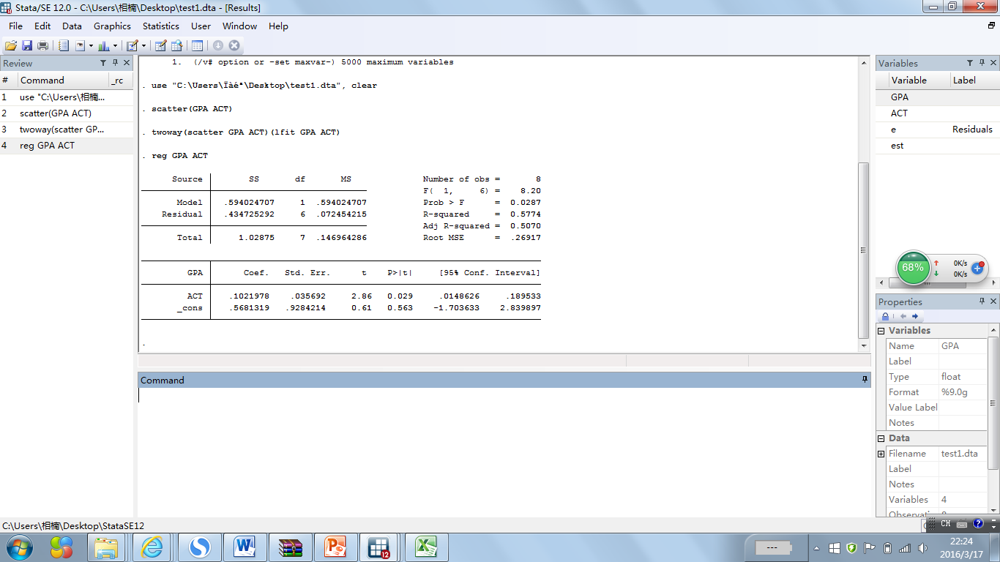 Stata/SE 12.0 - C:\Users\相楠\Desktop\test1.dta - [Results]
File Edit Data Graphics Statistics User Window Help
Review
# Command _rc
1 use "C:\Users\相楠...
2 scatter(GPA ACT)
3 twoway(scatter GP...
4 reg GPA ACT
1. (/v# option or -set maxvar-) 5000 maximum variables
. use "C:\Users\Ïàéª\Desktop\test1.dta", clear
. scatter(GPA ACT)
. twoway(scatter GPA ACT)(lfit GPA ACT)
. reg GPA ACT
Source SS df MS Number of obs = 8
F( 1, 6) = 8.20
Model .594024707 1 .594024707 Prob > F = 0.0287
Residual .434725292 6 .072454215 R-squared = 0.5774
Adj R-squared = 0.5070
Total 1.02875 7 .146964286 Root MSE = .26917
GPA Coef. Std. Err. t P>|t| [95% Conf. Interval]
ACT .1021978 .035692 2.86 0.029 .0148626 .189533
_cons .5681319 .9284214 0.61 0.563 -1.703633 2.839897
.
Command
Variables
Variable Label
GPA
ACT
e Residuals
est
68%
0K/s
0K/s
Properties
Variables
Name GPA
Label
Type float
Format %9.0g
Value Label
Notes
Data
Filename test1.dta
Label
Notes
Variables 4
C:\Users\相楠\Desktop\StataSE12
CH
12
---
22:24
2016/3/17